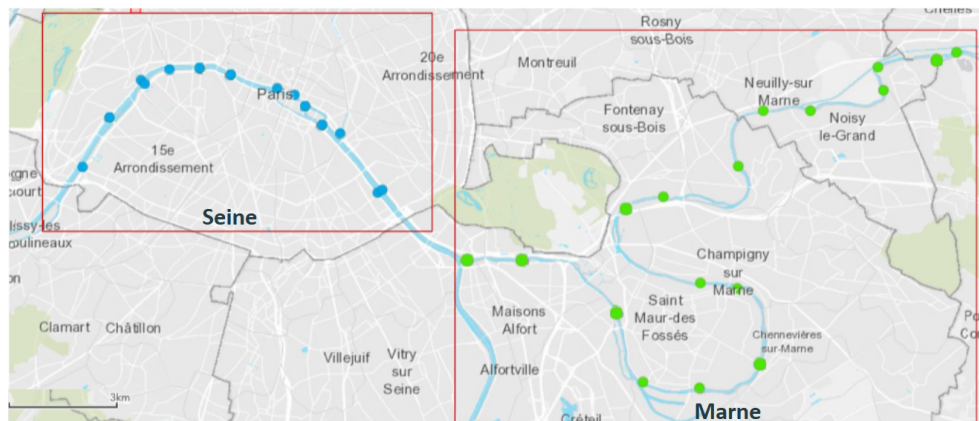 Chelles
Rosny
sous-Bois
20e
Arrondissement
Montreuil
Neuilly-sur
Marne
Paris
Fontenay
sous-Bois
Noisy
le-Grand
15e
Arrondissement
Seine
Champigny
sur
Marne
Saint
Maur-des
Fossés
Maisons
Alfort
Clamart
Châtillon
Chennevières
sur-Marne
Villejuif
Vitry
sur
Seine
Alfortville
3km
Créteil
Marne